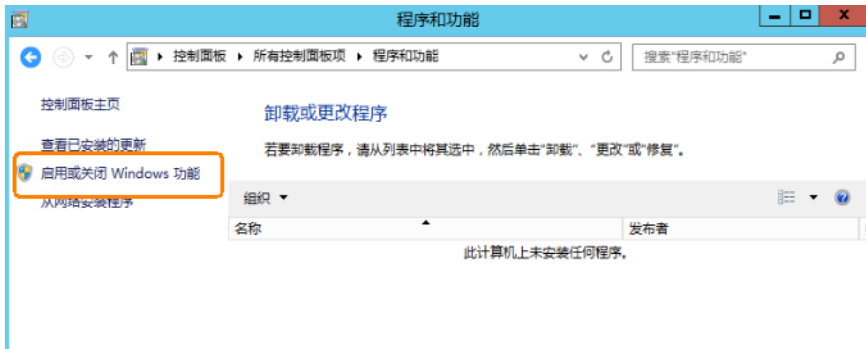 程序和功能
控制面板 所有控制面板项 程序和功能
搜索"程序和功能"
控制面板主页
卸载或更改程序
查看已安装的更新
若要卸载程序，请从列表中将其选中，然后单击"卸载"、"更改"或"修复"。
启用或关闭 Windows 功能
从网络安装程序
组织
名称
发布者
此计算机上未安装任何程序。